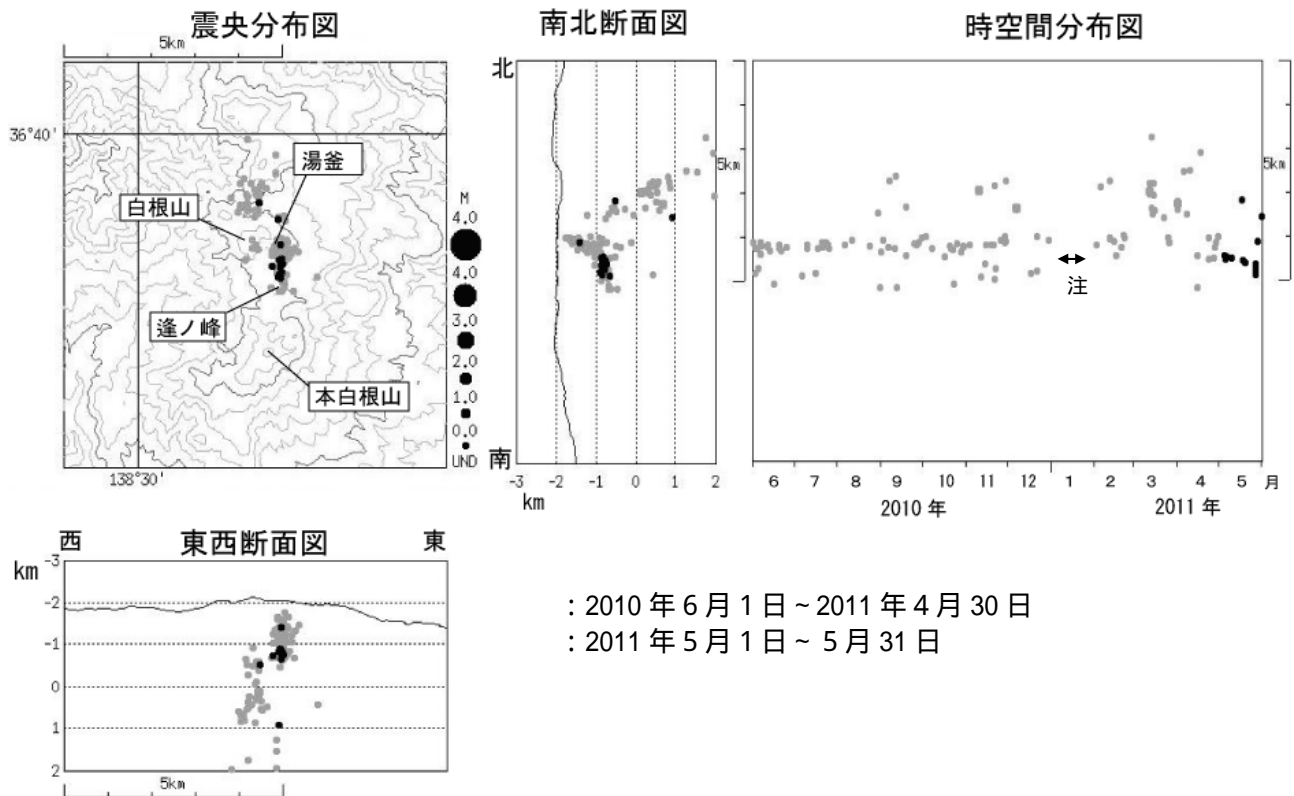 震央分布図
5km
36°40'
湯釜
白根山
逢ノ峰
本白根山
138°30'
M
4.0
4.0
3.0
2.0
1.0
0.0
UND
南北断面図
北
南
5km
-3 -2 -1 0 1 2
km
時空間分布図
5km
注
6 7 8 9 10 11 12 1 2 3 4 5 月
2010 年 2011 年
東西断面図
西 東
km
-3
-2
-1
0
1
2
5km
: 2010 年 6 月 1 日 ~ 2011 年 4 月 30 日
: 2011 年 5 月 1 日 ~ 5 月 31 日